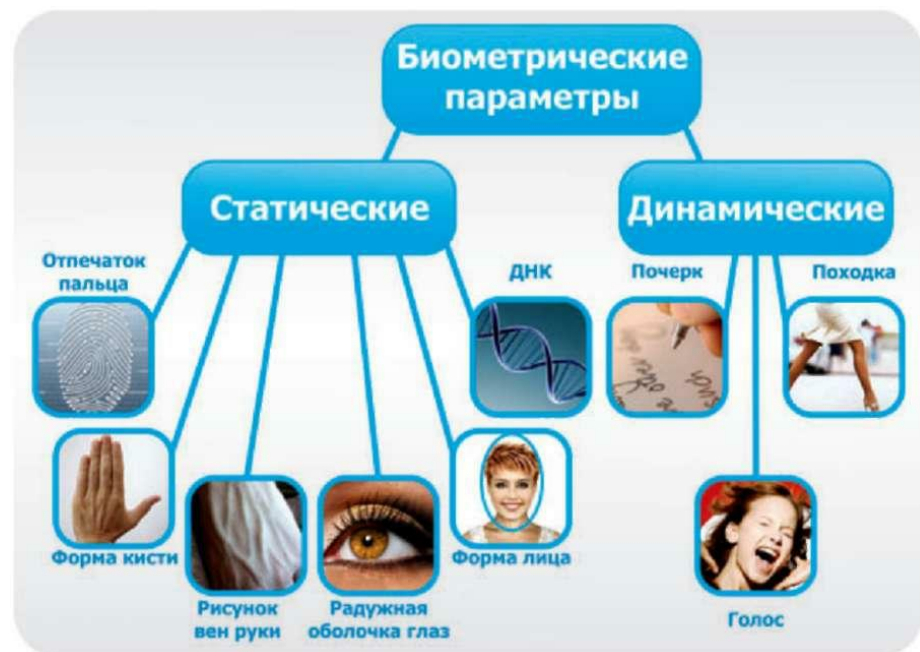 Биометрические
параметры
Статические
Динамические
Отпечаток
пальца
ДНК
Почерк
Походка
Форма кисти
Форма лица
Рисунок
вен руки
Радужная
оболочка глаз
Голос